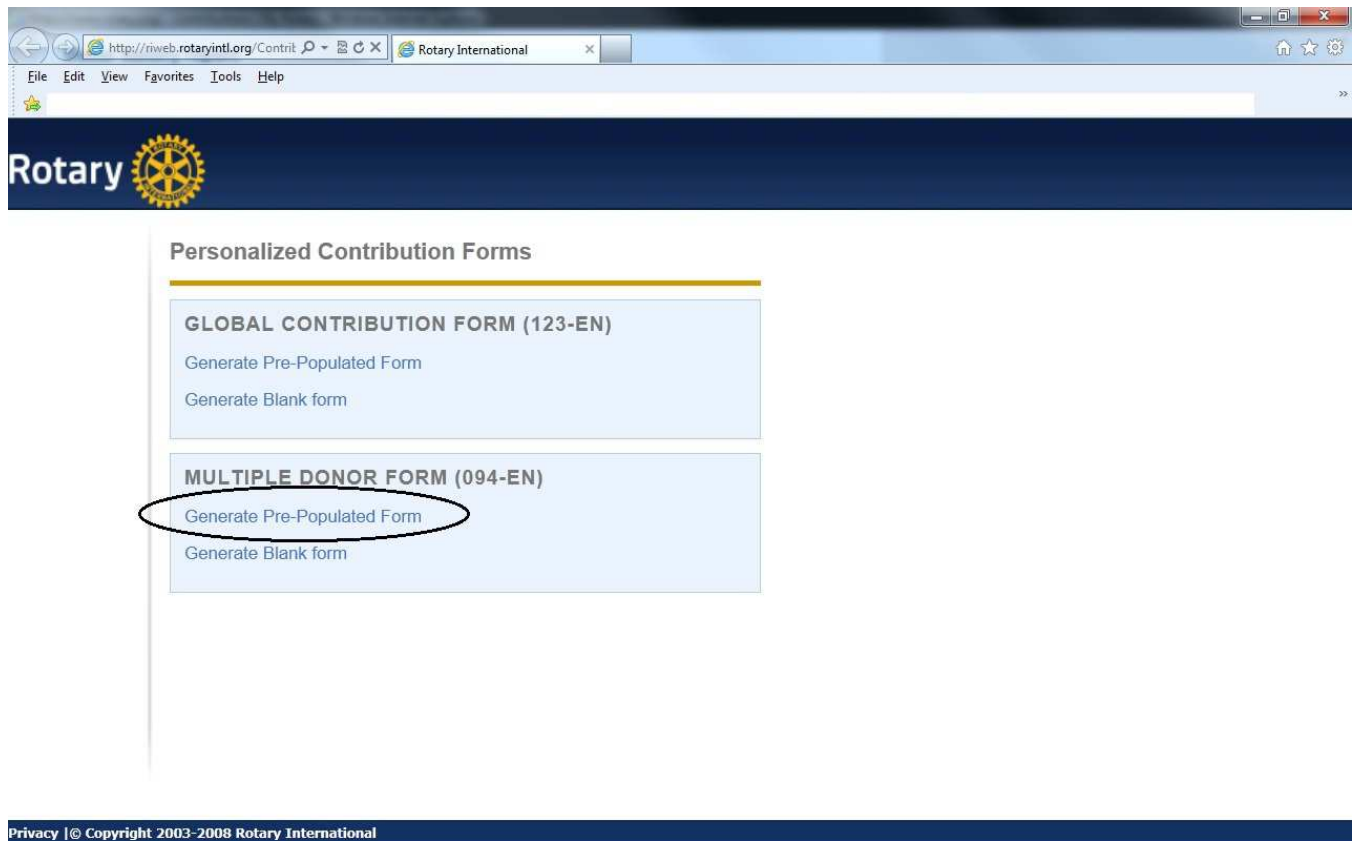 http://riweb.rotaryintl.org/Contrit
Rotary International
File Edit View Favorites Tools Help
Rotary
Personalized Contribution Forms
GLOBAL CONTRIBUTION FORM (123-EN)
Generate Pre-Populated Form
Generate Blank form
MULTIPLE DONOR FORM (094-EN)
Generate Pre-Populated Form
Generate Blank form
Privacy |© Copyright 2003-2008 Rotary International